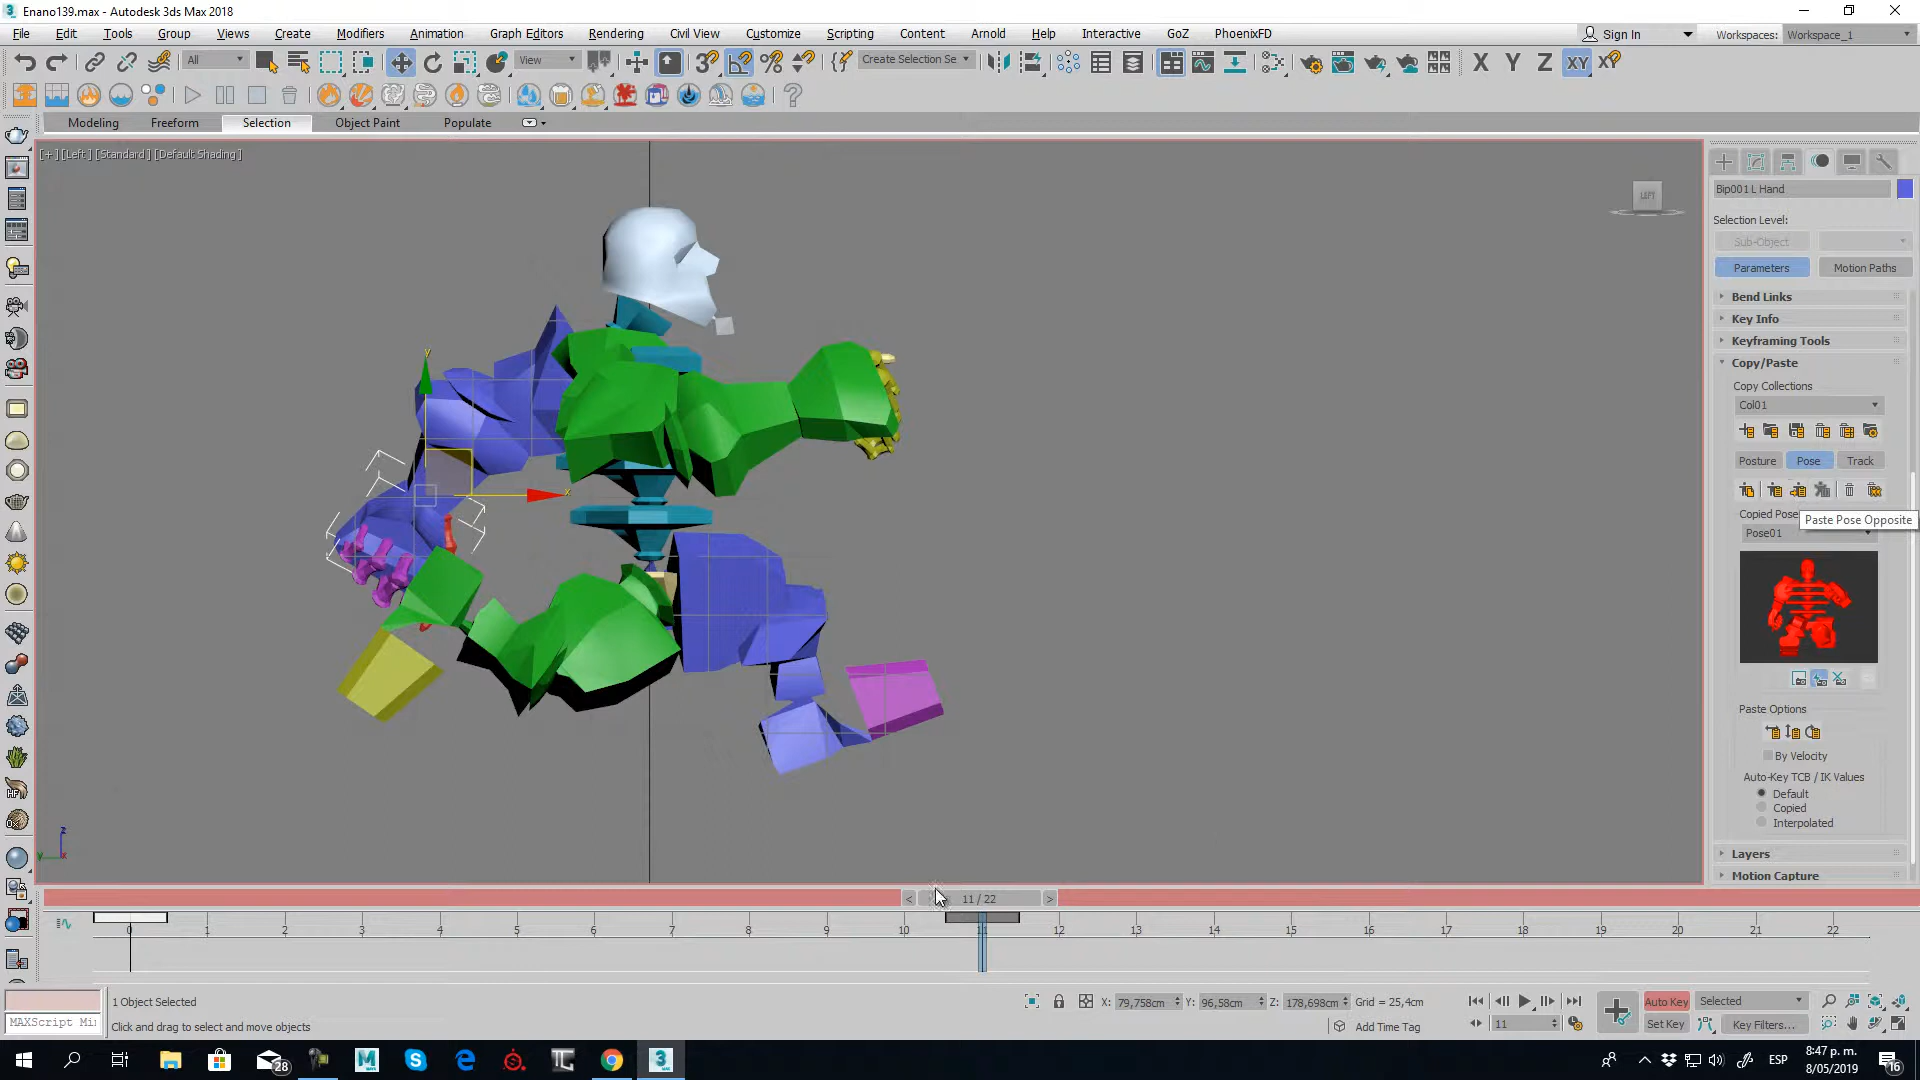 Enano139.max - Autodesk 3ds Max 2018
File Edit Tools Group Views Create Modifiers Animation Graph Editors Rendering Civil View Customize Scripting Content Arnold Help Interactive GoZ PhoenixFD Sign In Workspaces: Workspace_1
All View Create Selection Se X Y Z XY XY
Modeling Freeform Selection Object Paint Populate
[+] [Left] [Standard] [Default Shading]
LEFT
Bip001 L Hand
Selection Level:
Sub-Object
Parameters Motion Paths
Bend Links
Key Info
Keyframing Tools
Copy/Paste
Copy Collections
Col01
Posture Pose Track
Copied Pose
Paste Pose Opposite
Pose01
Paste Options
By Velocity
Auto-Key TCB / IK Values
Default
Copied
Interpolated
Layers
Motion Capture
y
x
z
y x
< 11 / 22 >
0 1 2 3 4 5 6 7 8 9 10 11 12 13 14 15 16 17 18 19 20 21 22
1 Object Selected
X: 79,758cm Y: 96,58cm Z: 178,698cm Grid = 25,4cm
Auto Key Selected
MAXScript Mi
Click and drag to select and move objects
Add Time Tag
11
Set Key Key Filters...
28
ESP
8:47 p. m.
8/05/2019
16